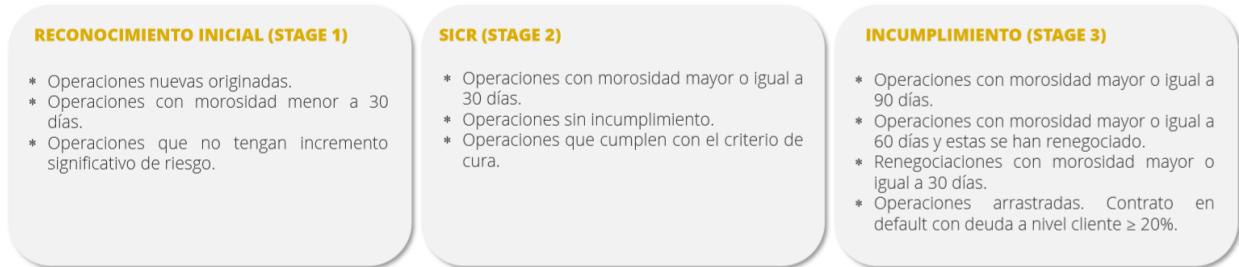 RECONOCIMIENTO INICIAL (STAGE 1)
* Operaciones nuevas originadas.
* Operaciones con morosidad menor a 30
días.
* Operaciones que no tengan incremento
significativo de riesgo.
SICR (STAGE 2)
* Operaciones con morosidad mayor o igual a
30 días.
* Operaciones sin incumplimiento.
* Operaciones que cumplen con el criterio de
cura.
INCUMPLIMIENTO (STAGE 3)
* Operaciones con morosidad mayor o igual a
90 días.
* Operaciones con morosidad mayor o igual a
60 días y estas se han renegociado.
* Renegociaciones con morosidad mayor o
igual a 30 días.
* Operaciones arrastradas. Contrato en
default con deuda a nivel cliente ≥ 20%.